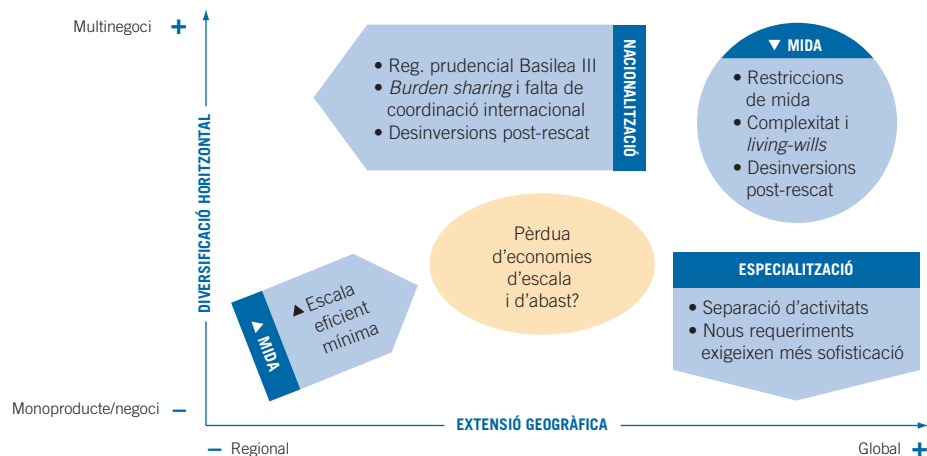 Multinegoci +
DIVERSIFICACIÓ HORITZONTAL
Monoproducte/negoci –
• Reg. prudencial Basilea III
• Burden sharing i falta de
coordinació internacional
• Desinversions post-rescat
NACIONALITZACIÓ
▼ MIDA
• Restriccions
de mida
• Complexitat i
living-wills
• Desinversions
post-rescat
Pèrdua
d'economies
d'escala
i d'abast?
▲ MIDA
▲ Escala
eficient
mínima
ESPECIALITZACIÓ
• Separació d'activitats
• Nous requeriments
exigeixen més sofisticació
EXTENSIÓ GEOGRÀFICA
– Regional
Global +